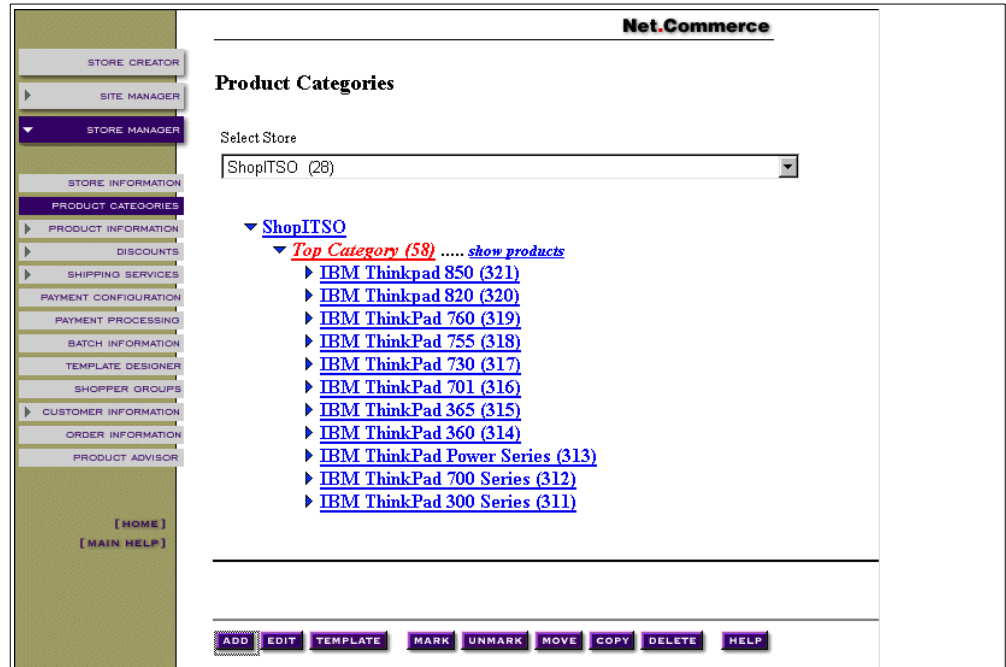 Net.Commerce
STORE CREATOR
SITE MANAGER
STORE MANAGER
STORE INFORMATION
PRODUCT CATEGORIES
PRODUCT INFORMATION
DISCOUNTS
SHIPPING SERVICES
PAYMENT CONFIGURATION
PAYMENT PROCESSING
BATCH INFORMATION
TEMPLATE DESIGNER
SHOPPER GROUPS
CUSTOMER INFORMATION
ORDER INFORMATION
PRODUCT ADVISOR
[HOME]
[MAIN HELP]
Product Categories
Select Store
ShopITSO (28)
ShopITSO
Top Category (58) ..... show products
IBM Thinkpad 850 (321)
IBM Thinkpad 820 (320)
IBM ThinkPad 760 (319)
IBM ThinkPad 755 (318)
IBM ThinkPad 730 (317)
IBM ThinkPad 701 (316)
IBM ThinkPad 365 (315)
IBM ThinkPad 360 (314)
IBM ThinkPad Power Series (313)
IBM ThinkPad 700 Series (312)
IBM ThinkPad 300 Series (311)
ADD EDIT TEMPLATE MARK UNMARK MOVE COPY DELETE HELP